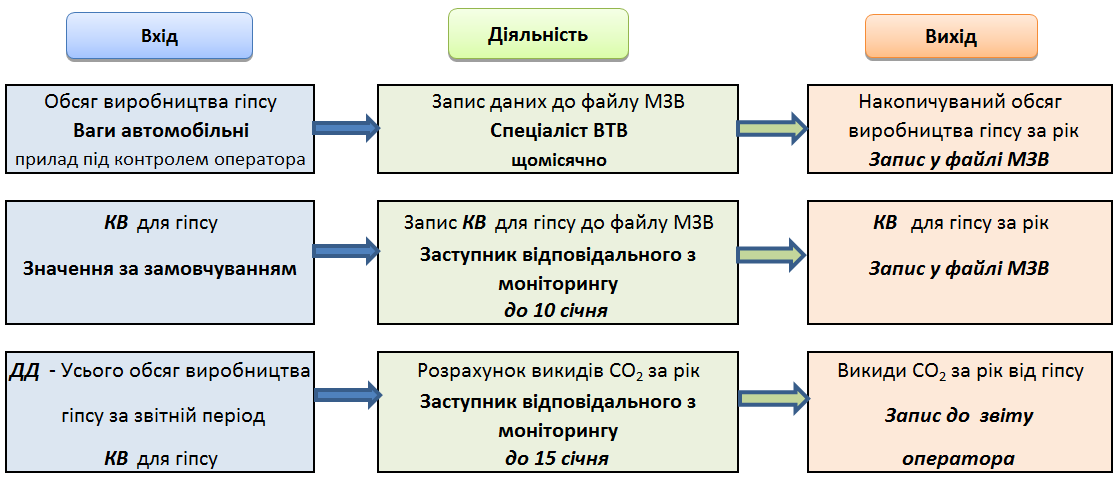 Вхід
Діяльність
Вихід
Обсяг виробництва гіпсу
Ваги автомобільні
прилад під контролем оператора
Запис даних до файлу МЗВ
Спеціаліст ВТВ
щомісячно
Накопичуваний обсяг
виробництва гіпсу за рік
Запис у файлі МЗВ
КВ для гіпсу
Значення за замовчуванням
Запис КВ для гіпсу до файлу МЗВ
Заступник відповідального з
моніторингу
до 10 січня
КВ для гіпсу за рік
Запис у файлі МЗВ
ДД - Усього обсяг виробництва
гіпсу за звітній період
КВ для гіпсу
Розрахунок викидів CO₂ за рік
Заступник відповідального з
моніторингу
до 15 січня
Викиди CO₂ за рік від гіпсу
Запис до звіту
оператора